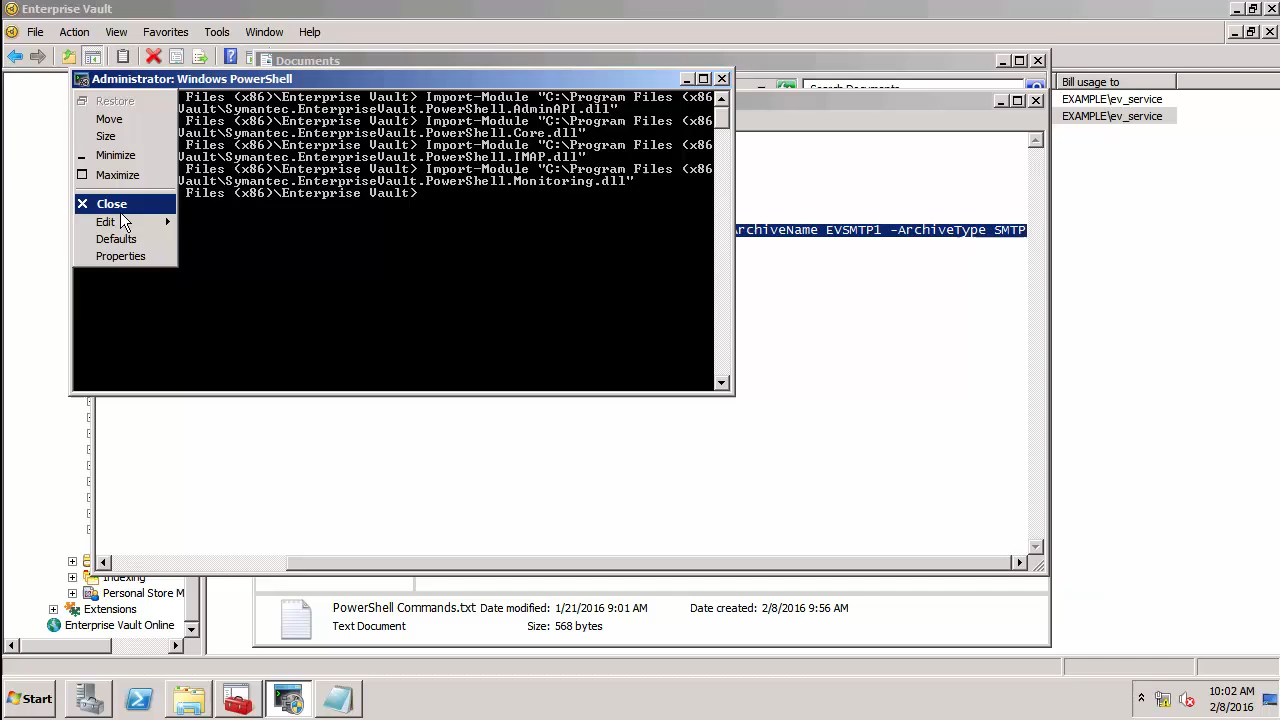 Enterprise Vault
File Action View Favorites Tools Window Help
Documents
Administrator: Windows PowerShell
Search Documents
Bill usage to
EXAMPLE\ev_service
EXAMPLE\ev_service
Restore
Move
Size
Minimize
Maximize
Close
Edit
Defaults
Properties
Files (x86)\Enterprise Vault> Import-Module "C:\Program Files (x86
Vault\Symantec.EnterpriseVault.PowerShell.AdminAPI.dll"
Files (x86)\Enterprise Vault> Import-Module "C:\Program Files (x86
Vault\Symantec.EnterpriseVault.PowerShell.Core.dll"
Files (x86)\Enterprise Vault> Import-Module "C:\Program Files (x86
Vault\Symantec.EnterpriseVault.PowerShell.IMAP.dll"
Files (x86)\Enterprise Vault> Import-Module "C:\Program Files (x86
Vault\Symantec.EnterpriseVault.PowerShell.Monitoring.dll"
Files (x86)\Enterprise Vault>
ArchiveName EVSMTP1 -ArchiveType SMTP
Indexing
Personal Store M
Extensions
Enterprise Vault Online
PowerShell Commands.txt Date modified: 1/21/2016 9:01 AM Date created: 2/8/2016 9:56 AM
Text Document Size: 568 bytes
Start
10:02 AM
2/8/2016